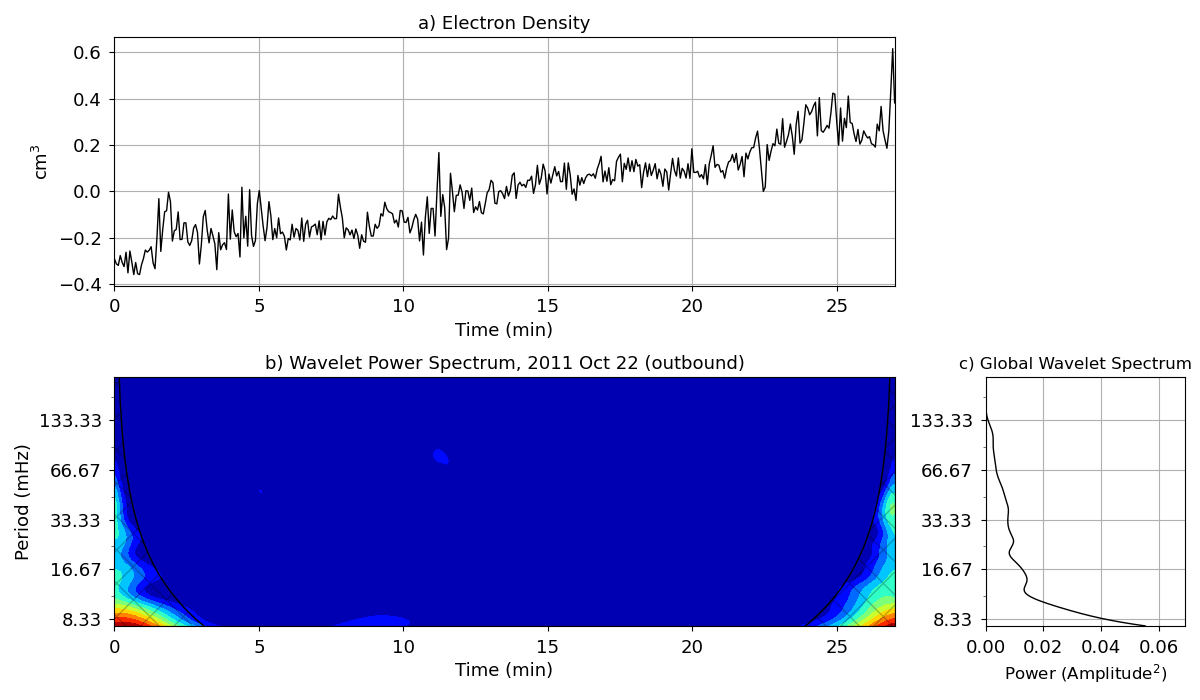 a) Electron Density
cm³
0.6
0.4
0.2
0.0
−0.2
−0.4
0 5 10 15 20 25
Time (min)
b) Wavelet Power Spectrum, 2011 Oct 22 (outbound)
Period (mHz)
133.33
66.67
33.33
16.67
8.33
0 5 10 15 20 25
Time (min)
c) Global Wavelet Spectrum
133.33
66.67
33.33
16.67
8.33
0.00 0.02 0.04 0.06
Power (Amplitude²)